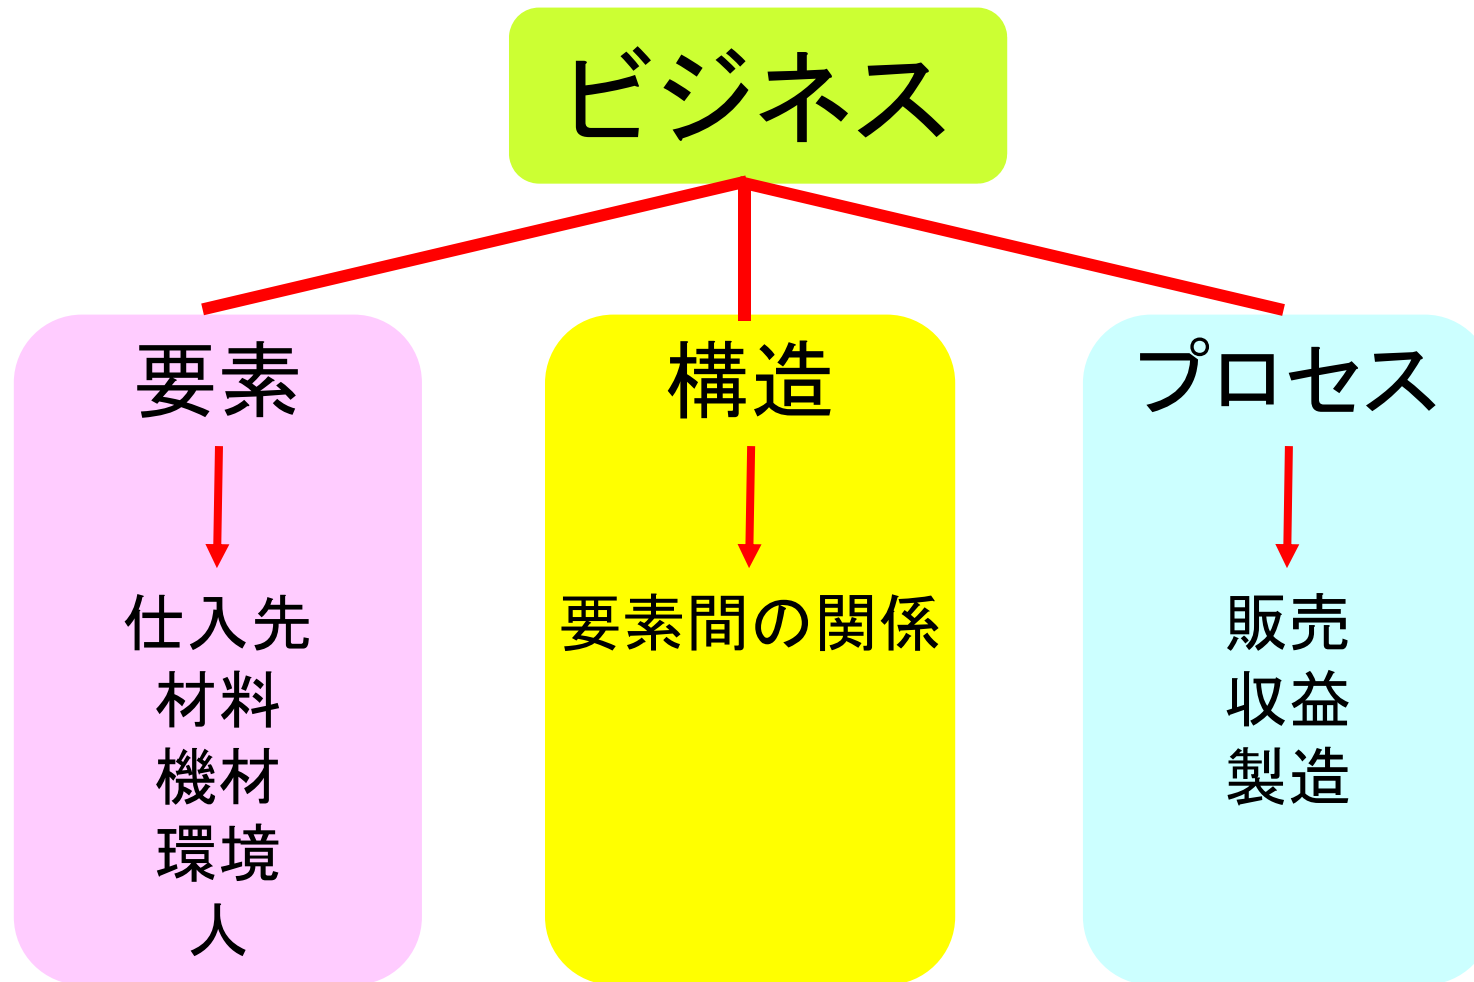 ビジネス
要素
仕入先
材料
機材
環境
人
構造
要素間の関係
プロセス
販売
収益
製造